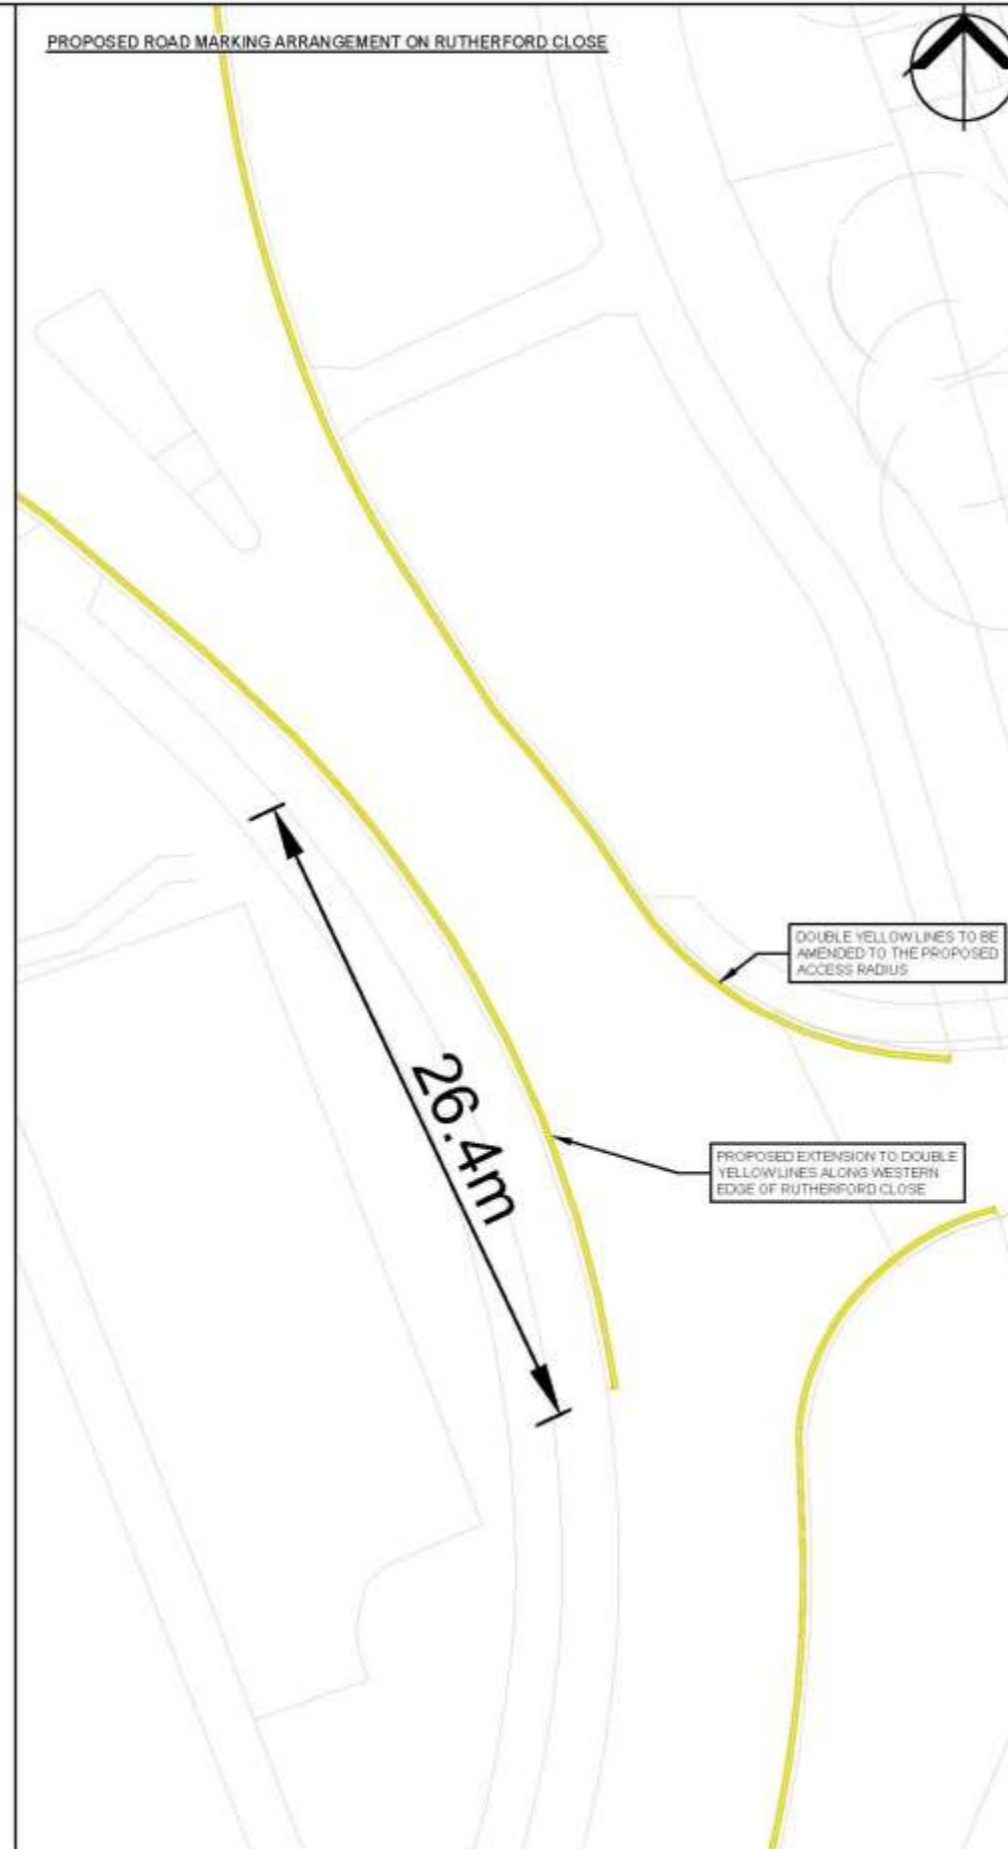 PROPOSED ROAD MARKING ARRANGEMENT ON RUTHERFORD CLOSE
DOUBLE YELLOW LINES TO BE
AMENDED TO THE PROPOSED
ACCESS RADIUS
26.4m
PROPOSED EXTENSION TO DOUBLE
YELLOW LINES ALONG WESTERN
EDGE OF RUTHERFORD CLOSE